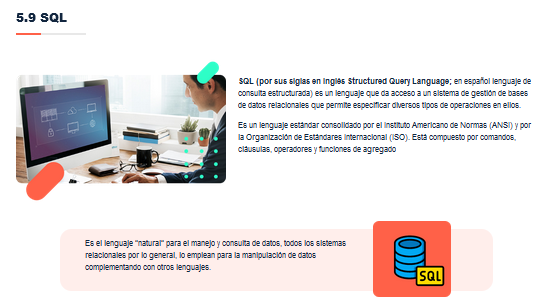 5.9 SQL
SQL (por sus siglas en inglés Structured Query Language; en español lenguaje de
consulta estructurada) es un lenguaje que da acceso a un sistema de gestión de bases
de datos relacionales que permite especificar diversos tipos de operaciones en ellos.
Es un lenguaje estándar consolidado por el Instituto Americano de Normas (ANSI) y por
la Organización de Estándares Internacional (ISO). Está compuesto por comandos,
cláusulas, operadores y funciones de agregado
Es el lenguaje "natural" para el manejo y consulta de datos, todos los sistemas
relacionales por lo general, lo emplean para la manipulación de datos
complementando con otros lenguajes.
SQL